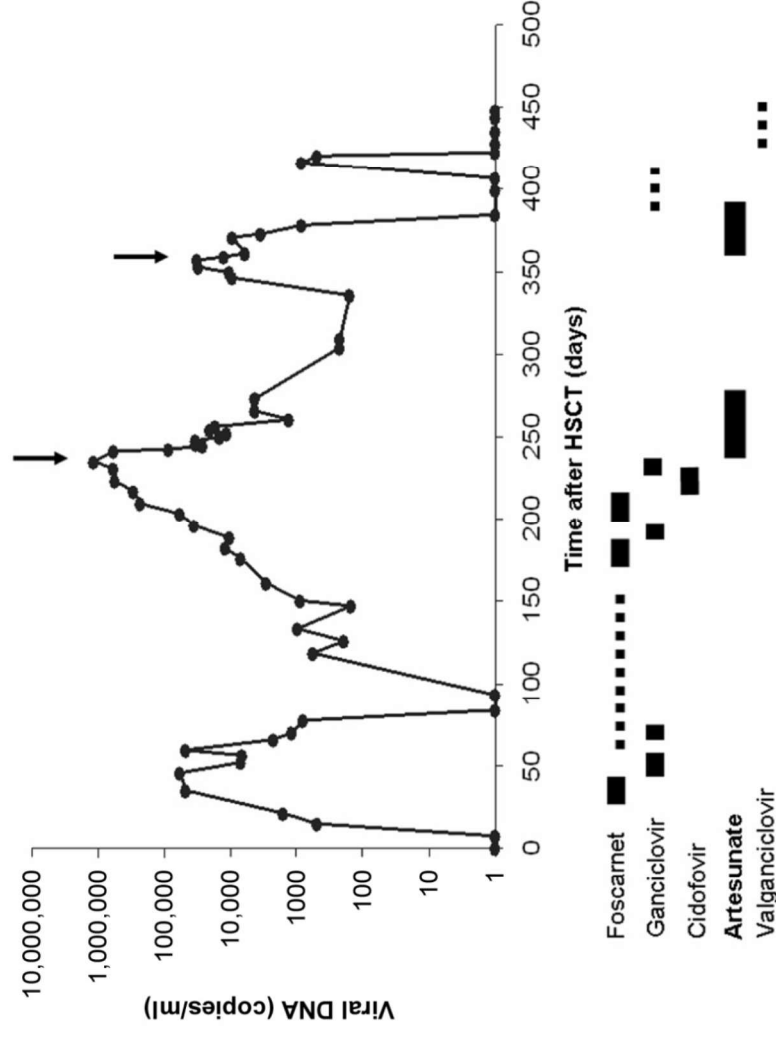 Viral DNA (copies/ml)
10,000,000
1,000,000
100,000
10,000
1000
100
10
1
0
50
100
150
200
250
300
350
400
450
500
Time after HSCT (days)
Foscarnet
Ganciclovir
Cidofovir
Artesunate
Valganciclovir